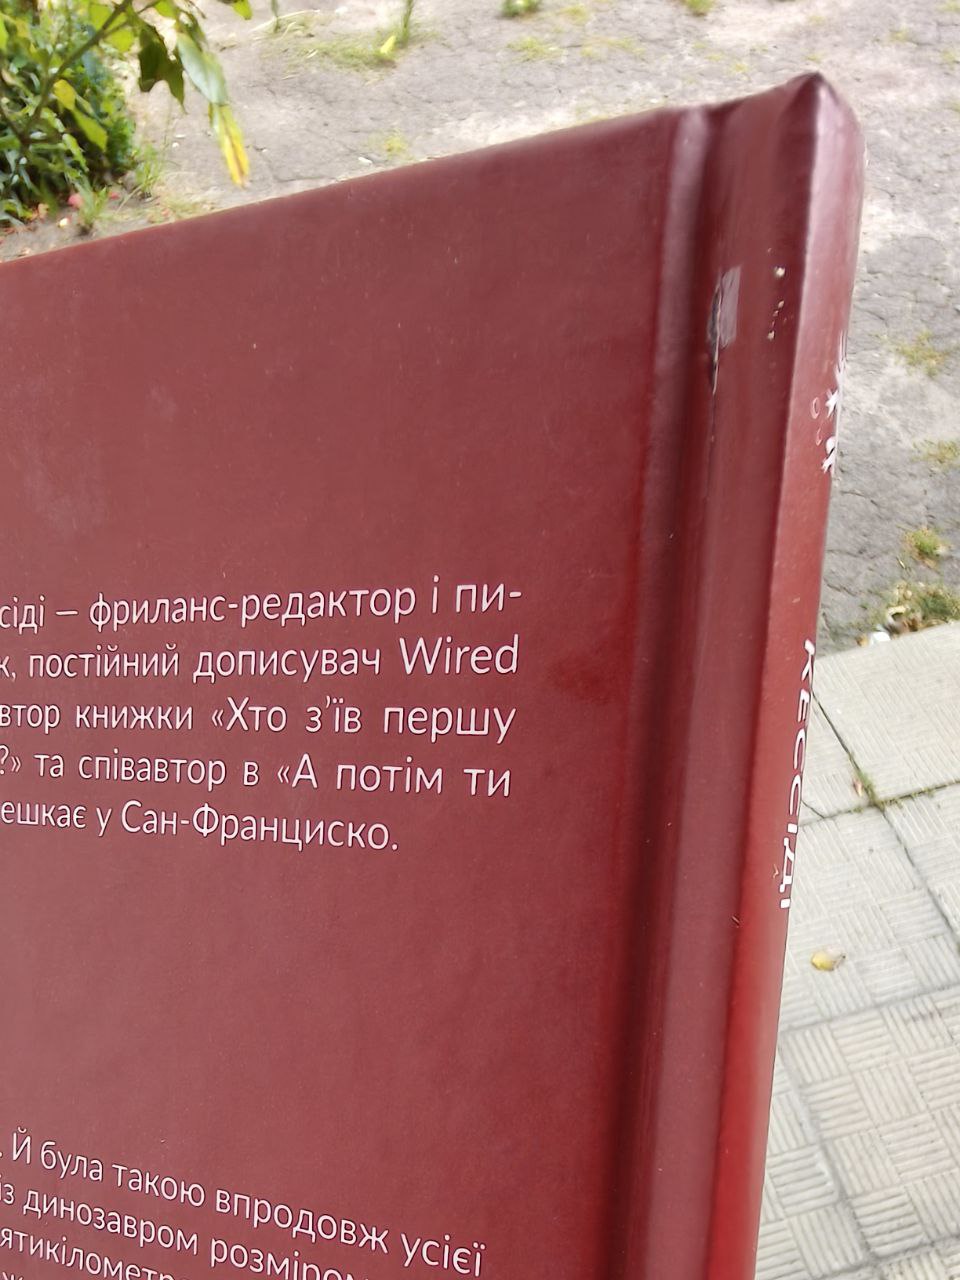 сіді – фриланс-редактор і пи-
к, постійний дописувач Wired
втор книжки «Хто з’їв першу
?» та співавтор в «А потім ти
ешкає у Сан-Франциско.
. Й була такою впродовж усієї
із динозавром розміром
ятикілометро
КЕССІДІ